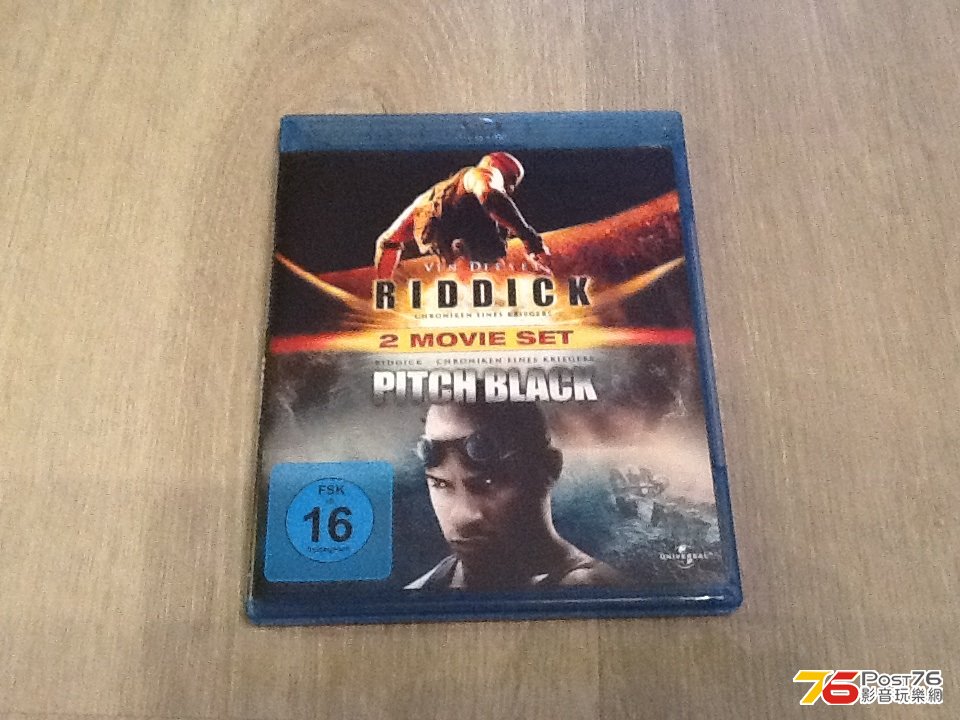 VIN DIESEL
RIDDICK
CHRONIKEN EINES KRIEGERS
2 MOVIE SET
RIDDICK CHRONIKEN EINES KRIEGERS
PITCH BLACK
FSK
16
UNIVERSAL
76 POST76
影音玩樂網